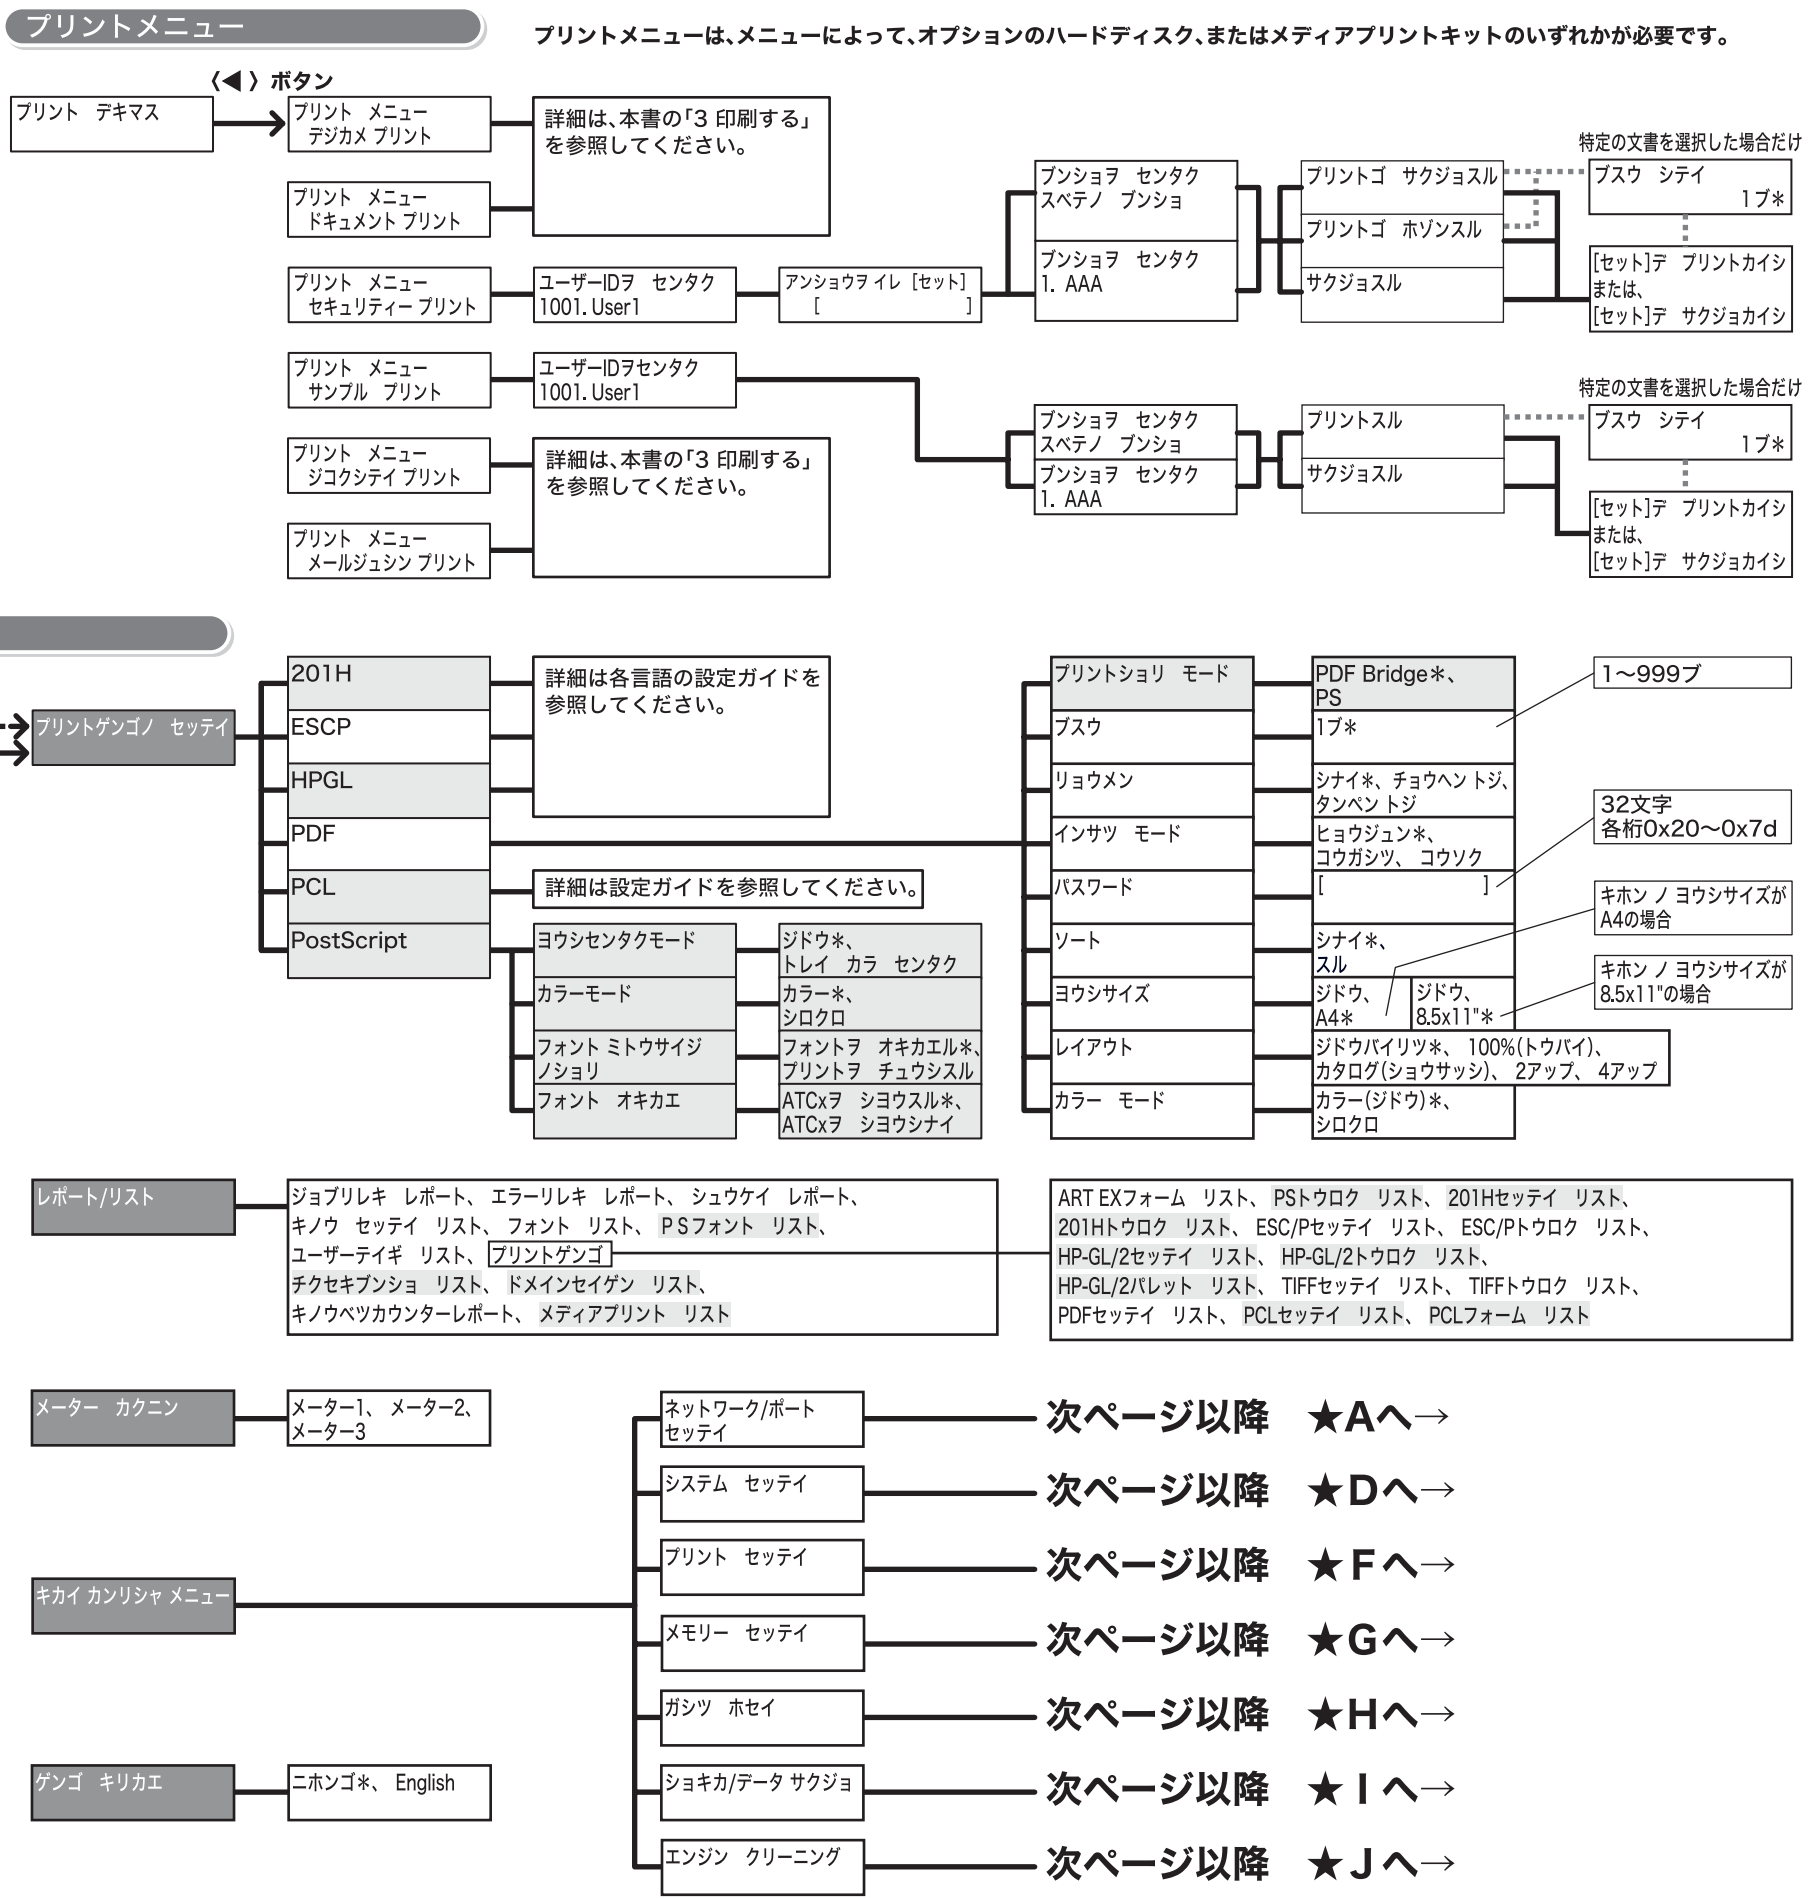 プリントメニュー
プリントメニューは、メニューによって、オプションのハードディスク、またはメディアプリントキットのいずれかが必要です。
〈◀〉ボタン
プリント　デキマス
プリント　メニュー
デジカメ プリント
詳細は、本書の「3 印刷する」
を参照してください。
プリント　メニュー
ドキュメント プリント
プリント　メニュー
セキュリティー プリント
ユーザーIDヲ　センタク
1001. User1
アンショウヲ イレ［セット］
[　　　　]
ブンショヲ　センタク
スベテノ　ブンショ
ブンショヲ　センタク
1. AAA
プリントゴ　サクジョスル
プリントゴ　ホゾンスル
サクジョスル
特定の文書を選択した場合だけ
ブスウ　シテイ
1ブ＊
[セット]デ　プリントカイシ
または、
[セット]デ　サクジョカイシ
プリント　メニュー
サンプル　プリント
ユーザーIDヲセンタク
1001. User1
ブンショヲ　センタク
スベテノ　ブンショ
ブンショヲ　センタク
1. AAA
プリントスル
サクジョスル
特定の文書を選択した場合だけ
ブスウ　シテイ
1ブ＊
[セット]デ　プリントカイシ
または、
[セット]デ　サクジョカイシ
プリント　メニュー
ジコクシテイ プリント
詳細は、本書の「3 印刷する」
を参照してください。
プリント　メニュー
メールジュシン プリント
プリントゲンゴノ　セッテイ
201H
ESCP
HPGL
PDF
PCL
PostScript
詳細は各言語の設定ガイドを
参照してください。
詳細は設定ガイドを参照してください。
ヨウシセンタクモード
ジドウ＊、
トレイ　カラ　センタク
カラーモード
カラー＊、
シロクロ
フォント ミトウサイジ
ノショリ
フォントヲ　オキカエル＊、
プリントヲ　チュウシスル
フォント　オキカエ
ATCxヲ　シヨウスル＊、
ATCxヲ　シヨウシナイ
プリントショリ　モード
PDF Bridge＊、
PS
ブスウ
1ブ＊
1～999ブ
リョウメン
シナイ＊、チョウヘン トジ、
タンペン トジ
インサツ　モード
ヒョウジュン＊、
コウガシツ、 コウソク
パスワード
[　　　　]
32文字
各桁0x20～0x7d
ソート
シナイ＊、
スル
ヨウシサイズ
ジドウ、
A4＊
ジドウ、
8.5x11"＊
キホン ノ ヨウシサイズが
A4の場合
キホン ノ ヨウシサイズが
8.5x11"の場合
レイアウト
ジドウバイリツ＊、 100%(トウバイ)、
カタログ(ショウサッシ)、 2アップ、 4アップ
カラー　モード
カラー(ジドウ)＊、
シロクロ
レポート/リスト
ジョブリレキ　レポート、 エラーリレキ　レポート、 シュウケイ　レポート、
キノウ　セッテイ　リスト、 フォント　リスト、 PSフォント　リスト、
ユーザーテイギ　リスト、 プリントゲンゴ
チクセキブンショ　リスト、 ドメインセイゲン　リスト、
キノウベツカウンターレポート、 メディアプリント　リスト
ART EXフォーム　リスト、 PSトウロク　リスト、 201Hセッテイ　リスト、
201Hトウロク　リスト、 ESC/Pセッテイ　リスト、 ESC/Pトウロク　リスト、
HP-GL/2セッテイ　リスト、 HP-GL/2トウロク　リスト、
HP-GL/2パレット　リスト、 TIFFセッテイ　リスト、 TIFFトウロク　リスト、
PDFセッテイ　リスト、 PCLセッテイ　リスト、 PCLフォーム　リスト
メーター　カクニン
メーター1、 メーター2、
メーター3
キカイ カンリシャ メニュー
ネットワーク/ポート
セッテイ
次ページ以降　★Aへ→
システム　セッテイ
次ページ以降　★Dへ→
プリント　セッテイ
次ページ以降　★Fへ→
メモリー　セッテイ
次ページ以降　★Gへ→
ガシツ　ホセイ
次ページ以降　★Hへ→
ショキカ/データ サクジョ
次ページ以降　★Iへ→
エンジン　クリーニング
次ページ以降　★Jへ→
ゲンゴ　キリカエ
ニホンゴ＊、 English